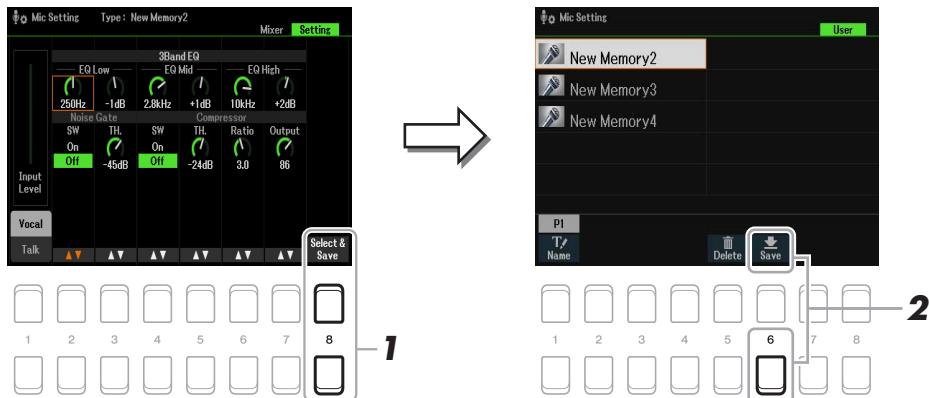 Mic Setting Type : New Memory2
Mixer Setting
3Band EQ
EQ Low EQ Mid EQ High
250Hz -1dB 2.8kHz +1dB 10kHz +2dB
Noise Gate Compressor
SW TH. SW TH. Ratio Output
On On
Off -45dB Off -24dB 3.0 86
Input
Level
Vocal
Talk
Select &
Save
1 2 3 4 5 6 7 8
1
Mic Setting
User
New Memory2
New Memory3
New Memory4
P1
Name Delete Save
1 2 3 4 5 6 7 8
2